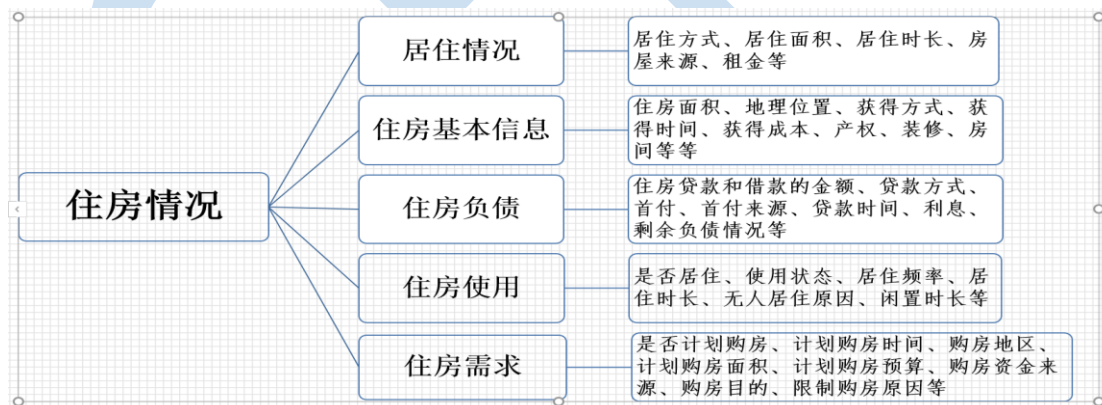 居住情况
居住方式、居住面积、居住时长、房
屋来源、租金等
住房基本信息
住房面积、地理位置、获得方式、获
得时间、获得成本、产权、装修、房
间等等
住房情况
住房负债
住房贷款和借款的金额、贷款方式、
首付、首付来源、贷款时间、利息、
剩余负债情况等
住房使用
是否居住、使用状态、居住频率、居
住时长、无人居住原因、闲置时长等
住房需求
是否计划购房、计划购房时间、购房地区、
计划购房面积、计划购房预算、购房资金来
源、购房目的、限制购房原因等